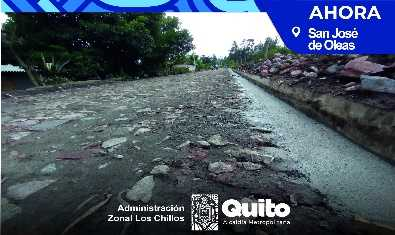 AHORA
San José
de Oleas
Administración
Zonal Los Chillos
Quito
Alcaldía Metropolitana